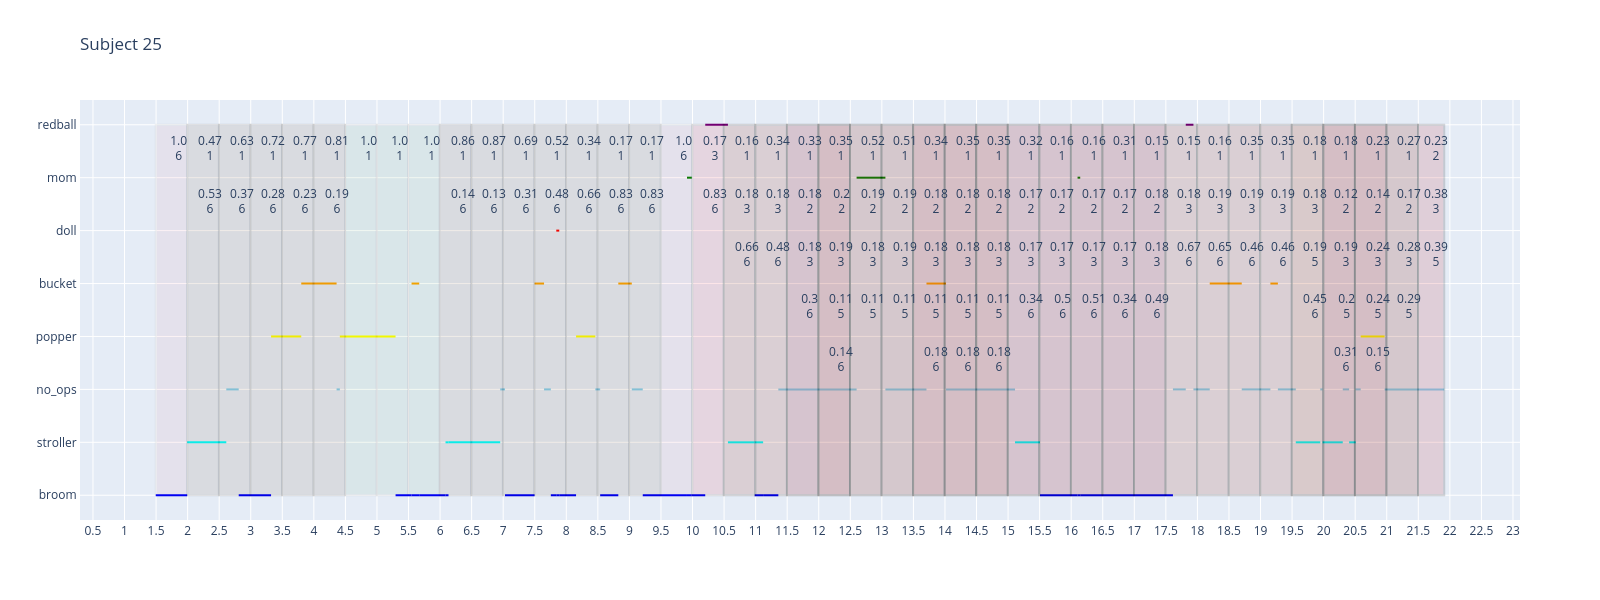 Subject 25
redball
1.0 0.47 0.63 0.72 0.77 0.81 1.0 1.0 1.0 0.86 0.87 0.69 0.52 0.34 0.17 0.17 1.0 0.17 0.16 0.34 0.33 0.35 0.52 0.51 0.34 0.35 0.35 0.32 0.16 0.16 0.31 0.15 0.15 0.16 0.35 0.35 0.18 0.18 0.23 0.27 0.23
6 1 1 1 1 1 1 1 1 1 1 1 1 1 1 1 6 3 1 1 1 1 1 1 1 1 1 1 1 1 1 1 1 1 1 1 1 1 1 1 2
mom
0.53 0.37 0.28 0.23 0.19 0.14 0.13 0.31 0.48 0.66 0.83 0.83 0.83 0.18 0.18 0.18 0.2 0.19 0.19 0.18 0.18 0.18 0.17 0.17 0.17 0.17 0.18 0.18 0.19 0.19 0.19 0.18 0.12 0.14 0.17 0.38
6 6 6 6 6 6 6 6 6 6 6 6 6 3 3 2 2 2 2 2 2 2 2 2 2 2 2 3 3 3 3 3 2 2 2 3
doll
0.66 0.48 0.18 0.19 0.18 0.19 0.18 0.18 0.18 0.17 0.17 0.17 0.17 0.18 0.67 0.65 0.46 0.46 0.19 0.19 0.24 0.28 0.39
6 6 3 3 3 3 3 3 3 3 3 3 3 3 6 6 6 6 5 3 3 3 5
bucket
0.3 0.11 0.11 0.11 0.11 0.11 0.11 0.34 0.5 0.51 0.34 0.49 0.45 0.2 0.24 0.29
6 5 5 5 5 5 5 6 6 6 6 6 6 5 5 5
popper
0.14 0.18 0.18 0.18 0.31 0.15
6 6 6 6 6 6
no_ops
stroller
broom
0.5 1 1.5 2 2.5 3 3.5 4 4.5 5 5.5 6 6.5 7 7.5 8 8.5 9 9.5 10 10.5 11 11.5 12 12.5 13 13.5 14 14.5 15 15.5 16 16.5 17 17.5 18 18.5 19 19.5 20 20.5 21 21.5 22 22.5 23